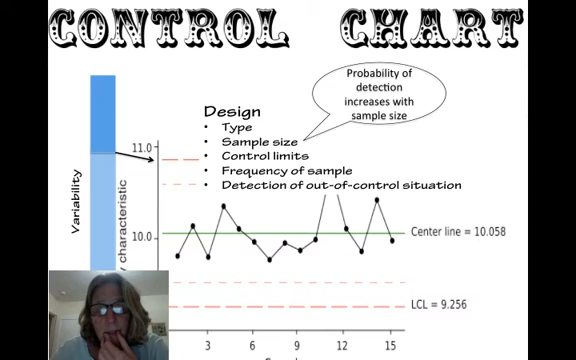 CONTROL CHART
Probability of
detection
increases with
sample size
Design
• Type
• Sample size
• Control limits
• Frequency of sample
• Detection of out-of-control situation
Variability
characteristic
11.0
10.0
Center line = 10.058
LCL = 9.256
3 6 9 12 15